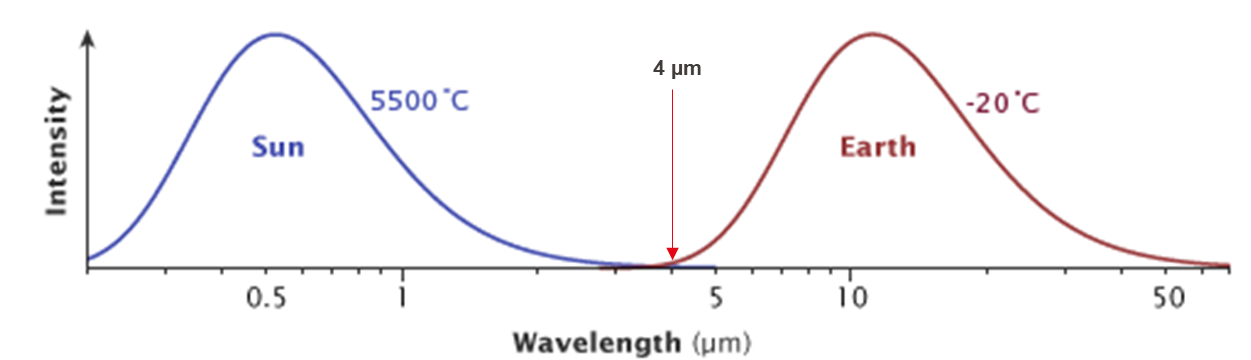 4 µm
5500˚C
-20˚C
Sun
Earth
Intensity
0.5
1
5
10
50
Wavelength (µm)